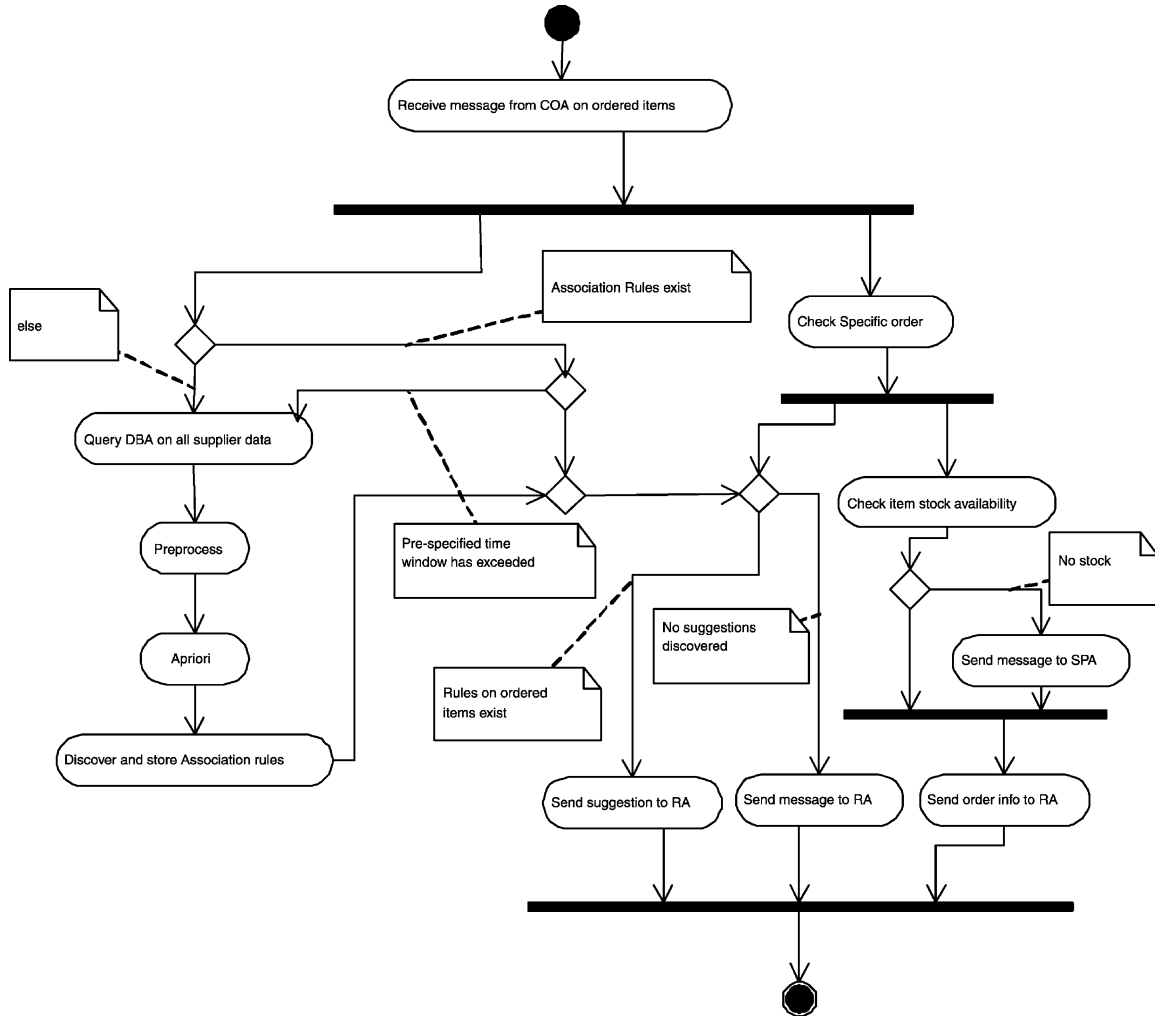 Receive message from COA on ordered items
Association Rules exist
else
Check Specific order
Query DBA on all supplier data
Check item stock availability
Preprocess
Pre-specified time
window has exceeded
No stock
No suggestions
discovered
Apriori
Send message to SPA
Rules on ordered
items exist
Discover and store Association rules
Send suggestion to RA
Send message to RA
Send order info to RA